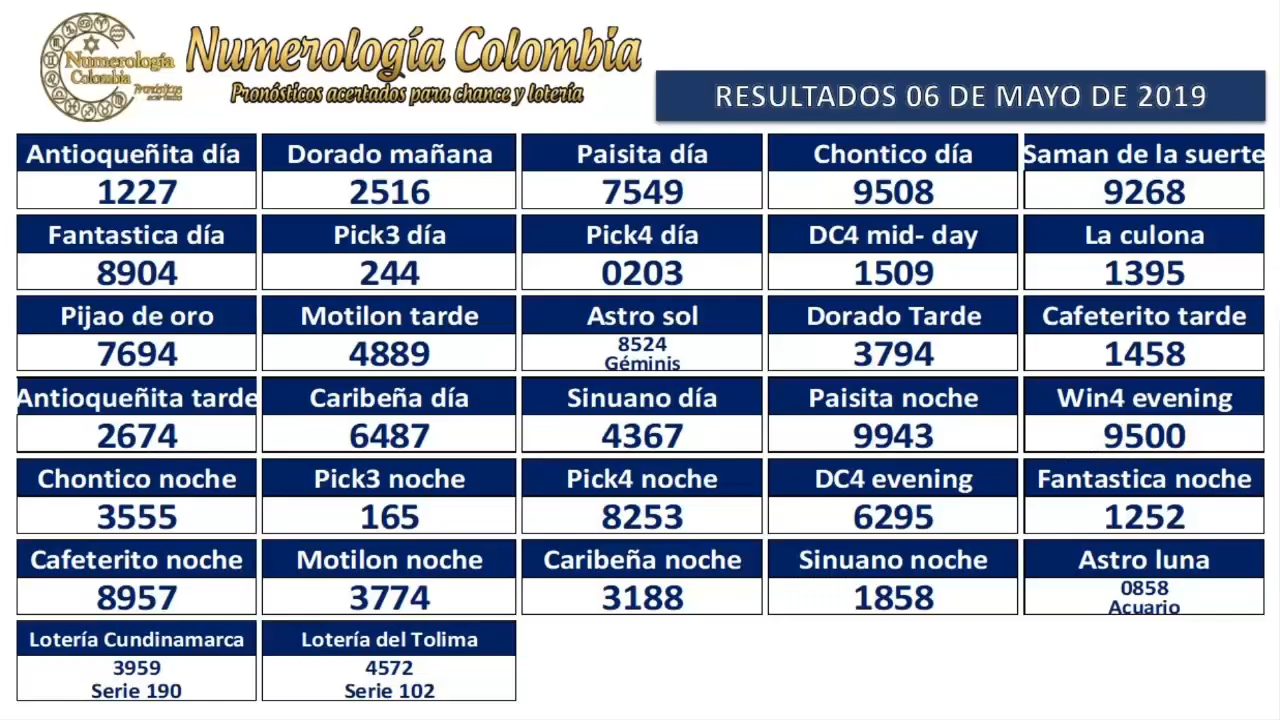 Numerología
Colombia
Pronósticos
Numerología Colombia
Pronósticos acertados para chance y lotería
RESULTADOS 06 DE MAYO DE 2019
Antioqueñita día Dorado mañana Paisita día Chontico día Saman de la suerte
1227 2516 7549 9508 9268
Fantastica día Pick3 día Pick4 día DC4 mid- day La culona
8904 244 0203 1509 1395
Pijao de oro Motilon tarde Astro sol Dorado Tarde Cafeterito tarde
7694 4889 8524 3794 1458
Géminis
Antioqueñita tarde Caribeña día Sinuano día Paisita noche Win4 evening
2674 6487 4367 9943 9500
Chontico noche Pick3 noche Pick4 noche DC4 evening Fantastica noche
3555 165 8253 6295 1252
Cafeterito noche Motilon noche Caribeña noche Sinuano noche Astro luna
8957 3774 3188 1858 0858
Acuario
Lotería Cundinamarca Lotería del Tolima
3959 4572
Serie 190 Serie 102